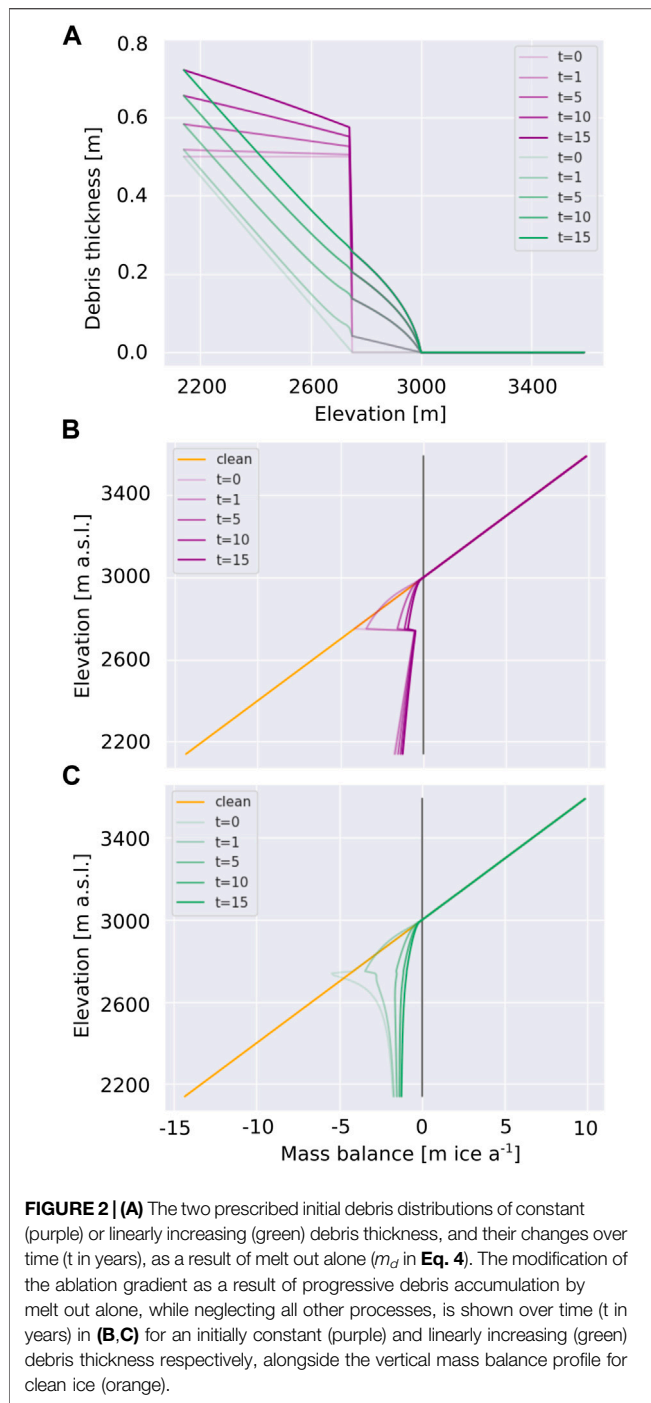 A
0.8
0.6
0.4
0.2
0.0
Debris thickness [m]
t=0
t=1
t=5
t=10
t=15
t=0
t=1
t=5
t=10
t=15
2200 2600 3000 3400
Elevation [m]
B
3400
3000
2600
2200
Elevation [m a.s.l.]
clean
t=0
t=1
t=5
t=10
t=15
C
3400
3000
2600
2200
Elevation [m a.s.l.]
clean
t=0
t=1
t=5
t=10
t=15
-15 -10 -5 0 5 10
Mass balance [m ice a⁻¹]
FIGURE 2 | (A) The two prescribed initial debris distributions of constant
(purple) or linearly increasing (green) debris thickness, and their changes over
time (t in years), as a result of melt out alone (m_d in Eq. 4). The modification of
the ablation gradient as a result of progressive debris accumulation by
melt out alone, while neglecting all other processes, is shown over time (t in
years) in (B,C) for an initially constant (purple) and linearly increasing (green)
debris thickness respectively, alongside the vertical mass balance profile for
clean ice (orange).